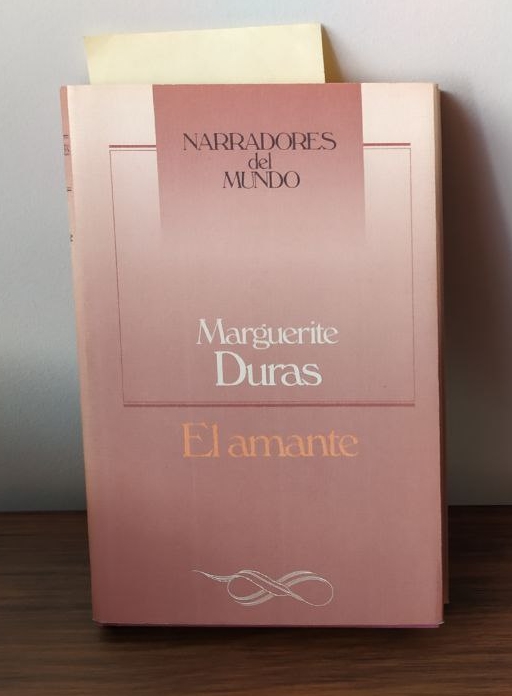 NARRADORES
del
MUNDO
Marguerite
Duras
El amante